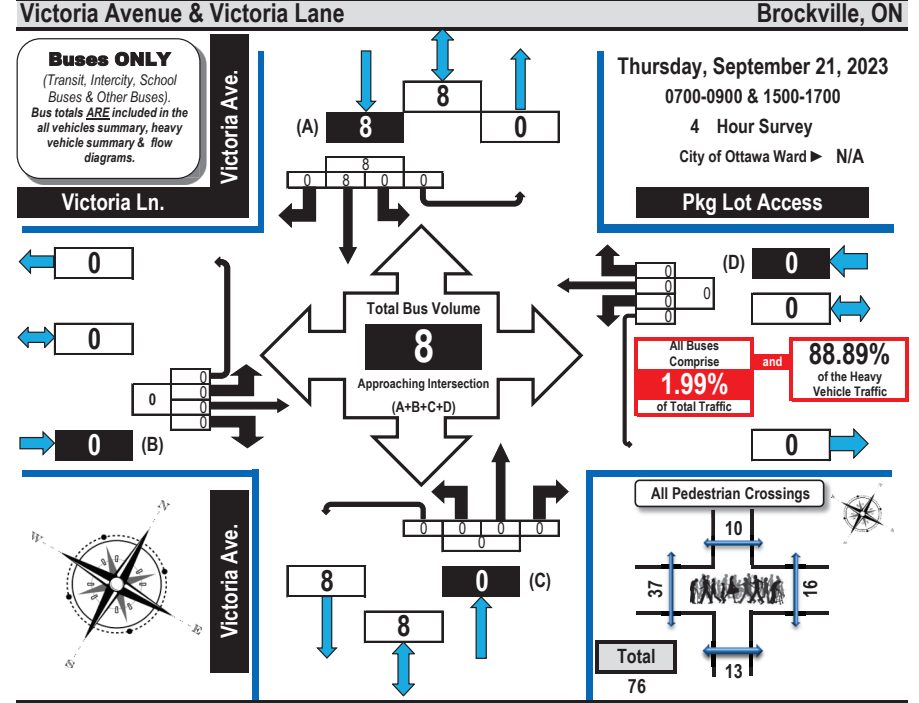 Victoria Avenue & Victoria Lane
Brockville, ON
Buses ONLY
(Transit, Intercity, School
Buses & Other Buses).
Bus totals ARE included in the
all vehicles summary, heavy
vehicle summary & flow
diagrams.
Victoria Ave.
Victoria Ln.
8
(A) 8
0
8
0 8 0 0
Thursday, September 21, 2023
0700-0900 & 1500-1700
4 Hour Survey
City of Ottawa Ward ► N/A
Pkg Lot Access
0
0
0
0
0
0
0
0 (B)
Total Bus Volume
8
Approaching Intersection
(A+B+C+D)
0
0
0
0
0
(D) 0
0
All Buses
Comprise
1.99%
of Total Traffic
and
88.89%
of the Heavy
Vehicle Traffic
0
Victoria Ave.
N
W
E
S
0 0 0 0
0
8
0 (C)
8
All Pedestrian Crossings
10
37
16
13
Total
76